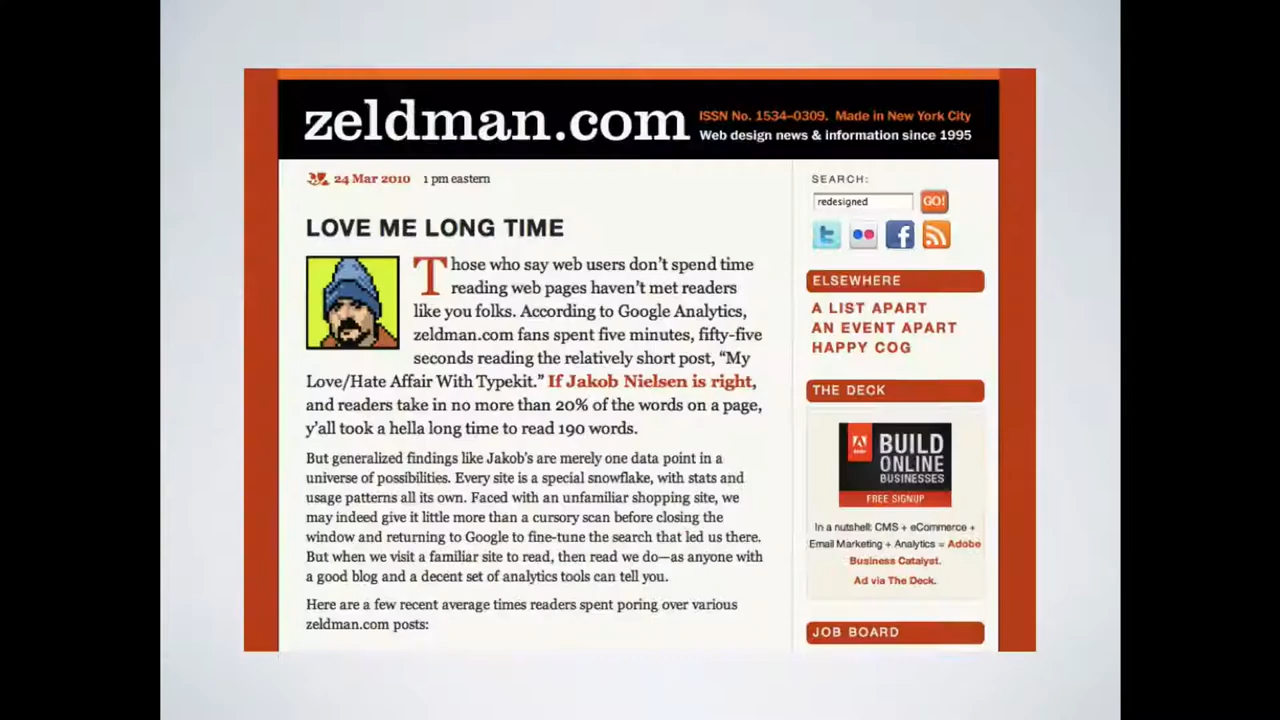 zeldman.com
ISSN No. 1534–0309. Made in New York City
Web design news & information since 1995
24 Mar 2010 1 pm eastern
LOVE ME LONG TIME
Those who say web users don’t spend time
reading web pages haven’t met readers
like you folks. According to Google Analytics,
zeldman.com fans spent five minutes, fifty-five
seconds reading the relatively short post, “My
Love/Hate Affair With Typekit.” If Jakob Nielsen is right,
and readers take in no more than 20% of the words on a page,
y’all took a hella long time to read 190 words.
But generalized findings like Jakob’s are merely one data point in a
universe of possibilities. Every site is a special snowflake, with stats and
usage patterns all its own. Faced with an unfamiliar shopping site, we
may indeed give it little more than a cursory scan before closing the
window and returning to Google to fine-tune the search that led us there.
But when we visit a familiar site to read, then read we do—as anyone with
a good blog and a decent set of analytics tools can tell you.
Here are a few recent average times readers spent poring over various
zeldman.com posts:
SEARCH:
redesigned GO!
t f
ELSEWHERE
A LIST APART
AN EVENT APART
HAPPY COG
THE DECK
Adobe
BUILD
ONLINE
BUSINESSES
FREE SIGNUP
In a nutshell: CMS + eCommerce +
Email Marketing + Analytics = Adobe
Business Catalyst.
Ad via The Deck.
JOB BOARD